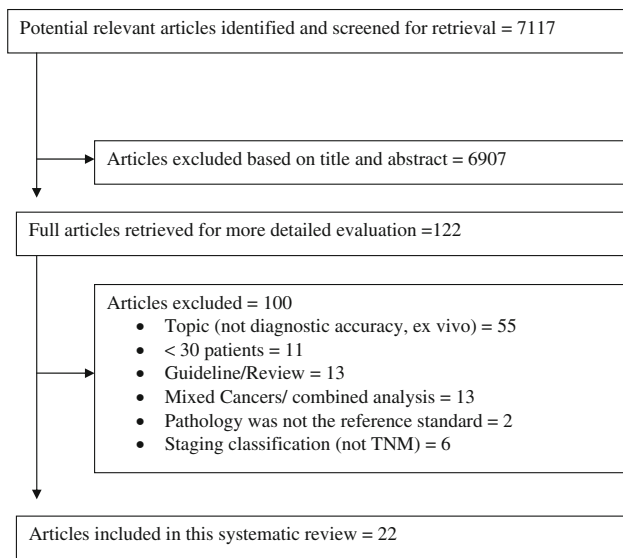 Potential relevant articles identified and screened for retrieval = 7117
Articles excluded based on title and abstract = 6907
Full articles retrieved for more detailed evaluation =122
Articles excluded = 100
• Topic (not diagnostic accuracy, ex vivo) = 55
• < 30 patients = 11
• Guideline/Review = 13
• Mixed Cancers/ combined analysis = 13
• Pathology was not the reference standard = 2
• Staging classification (not TNM) = 6
Articles included in this systematic review = 22